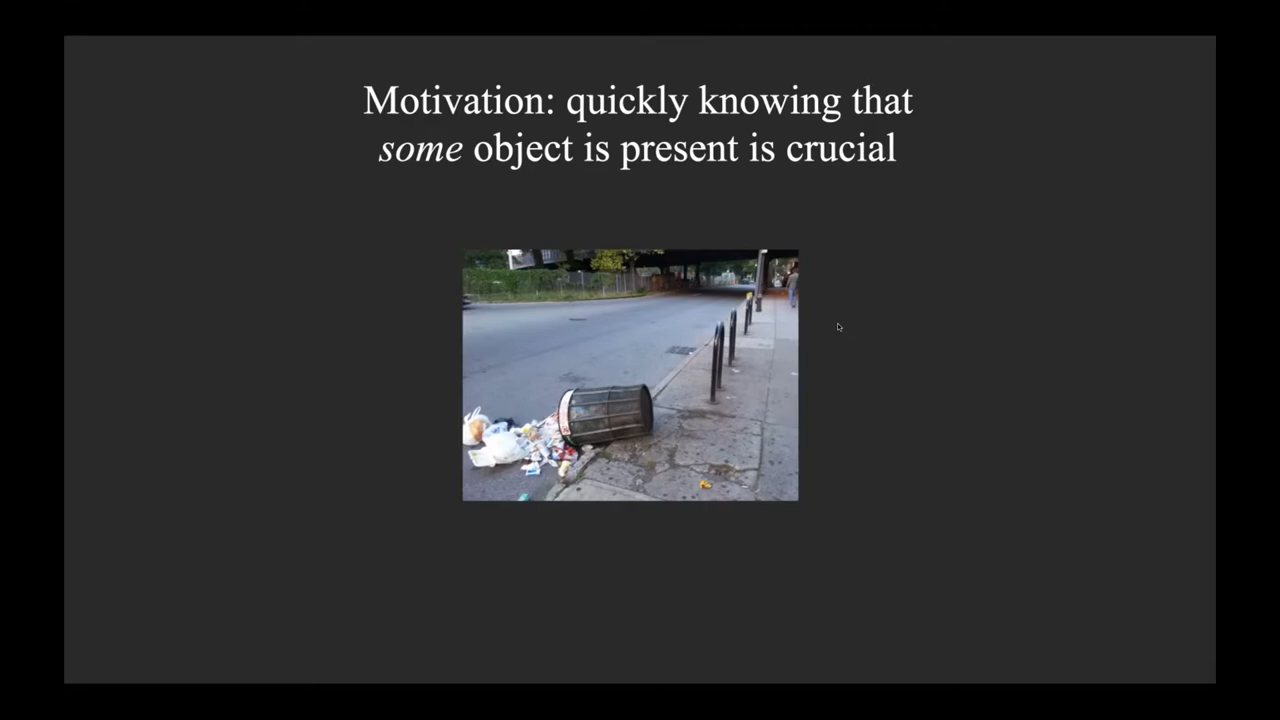 Motivation: quickly knowing that
some object is present is crucial